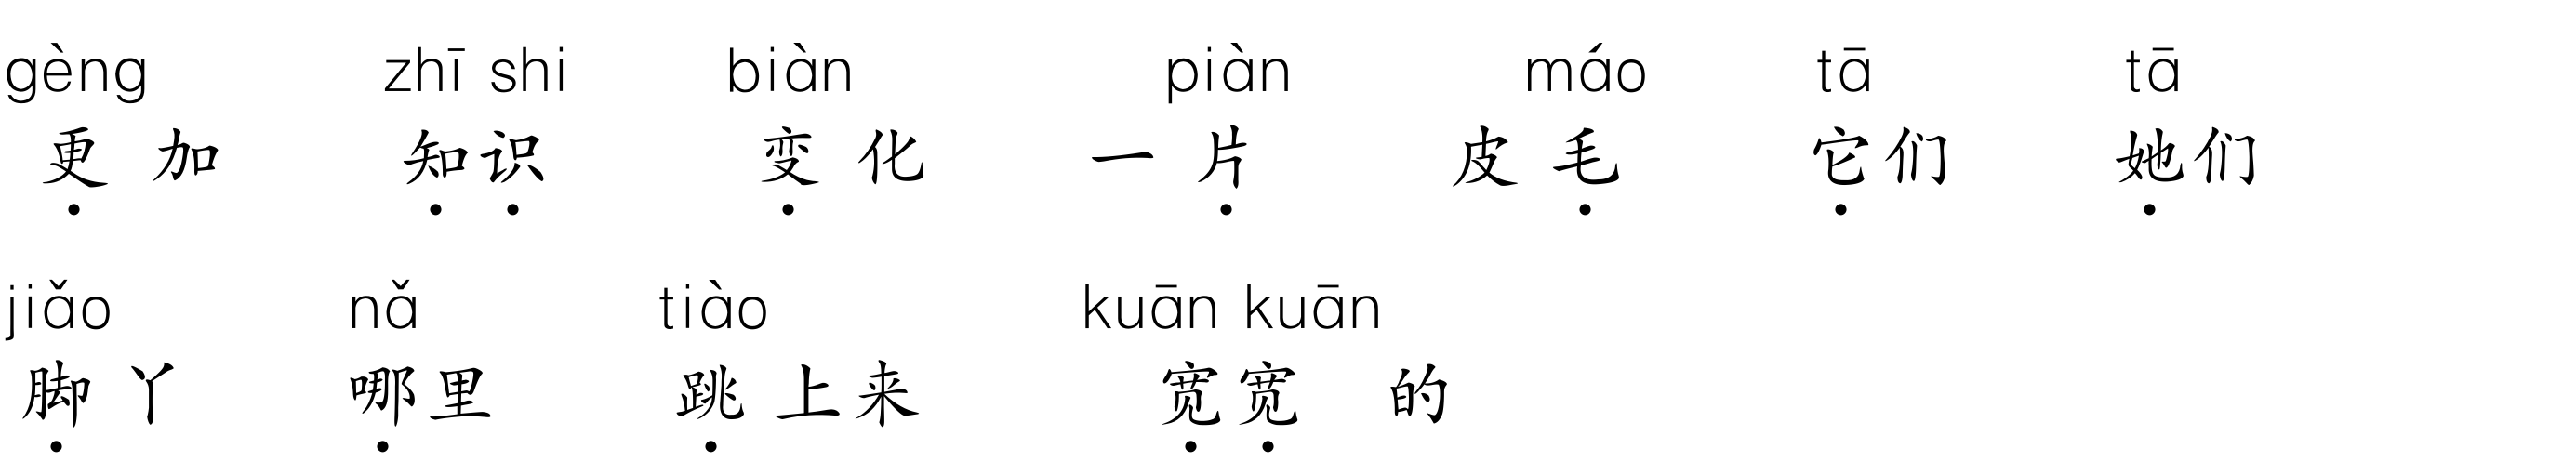 gèng zhī shi biàn piàn máo tā tā
更加 知识 变化 一片 皮毛 它们 她们
jiǎo nǎ tiào kuān kuān
脚丫 哪里 跳上来 宽宽 的